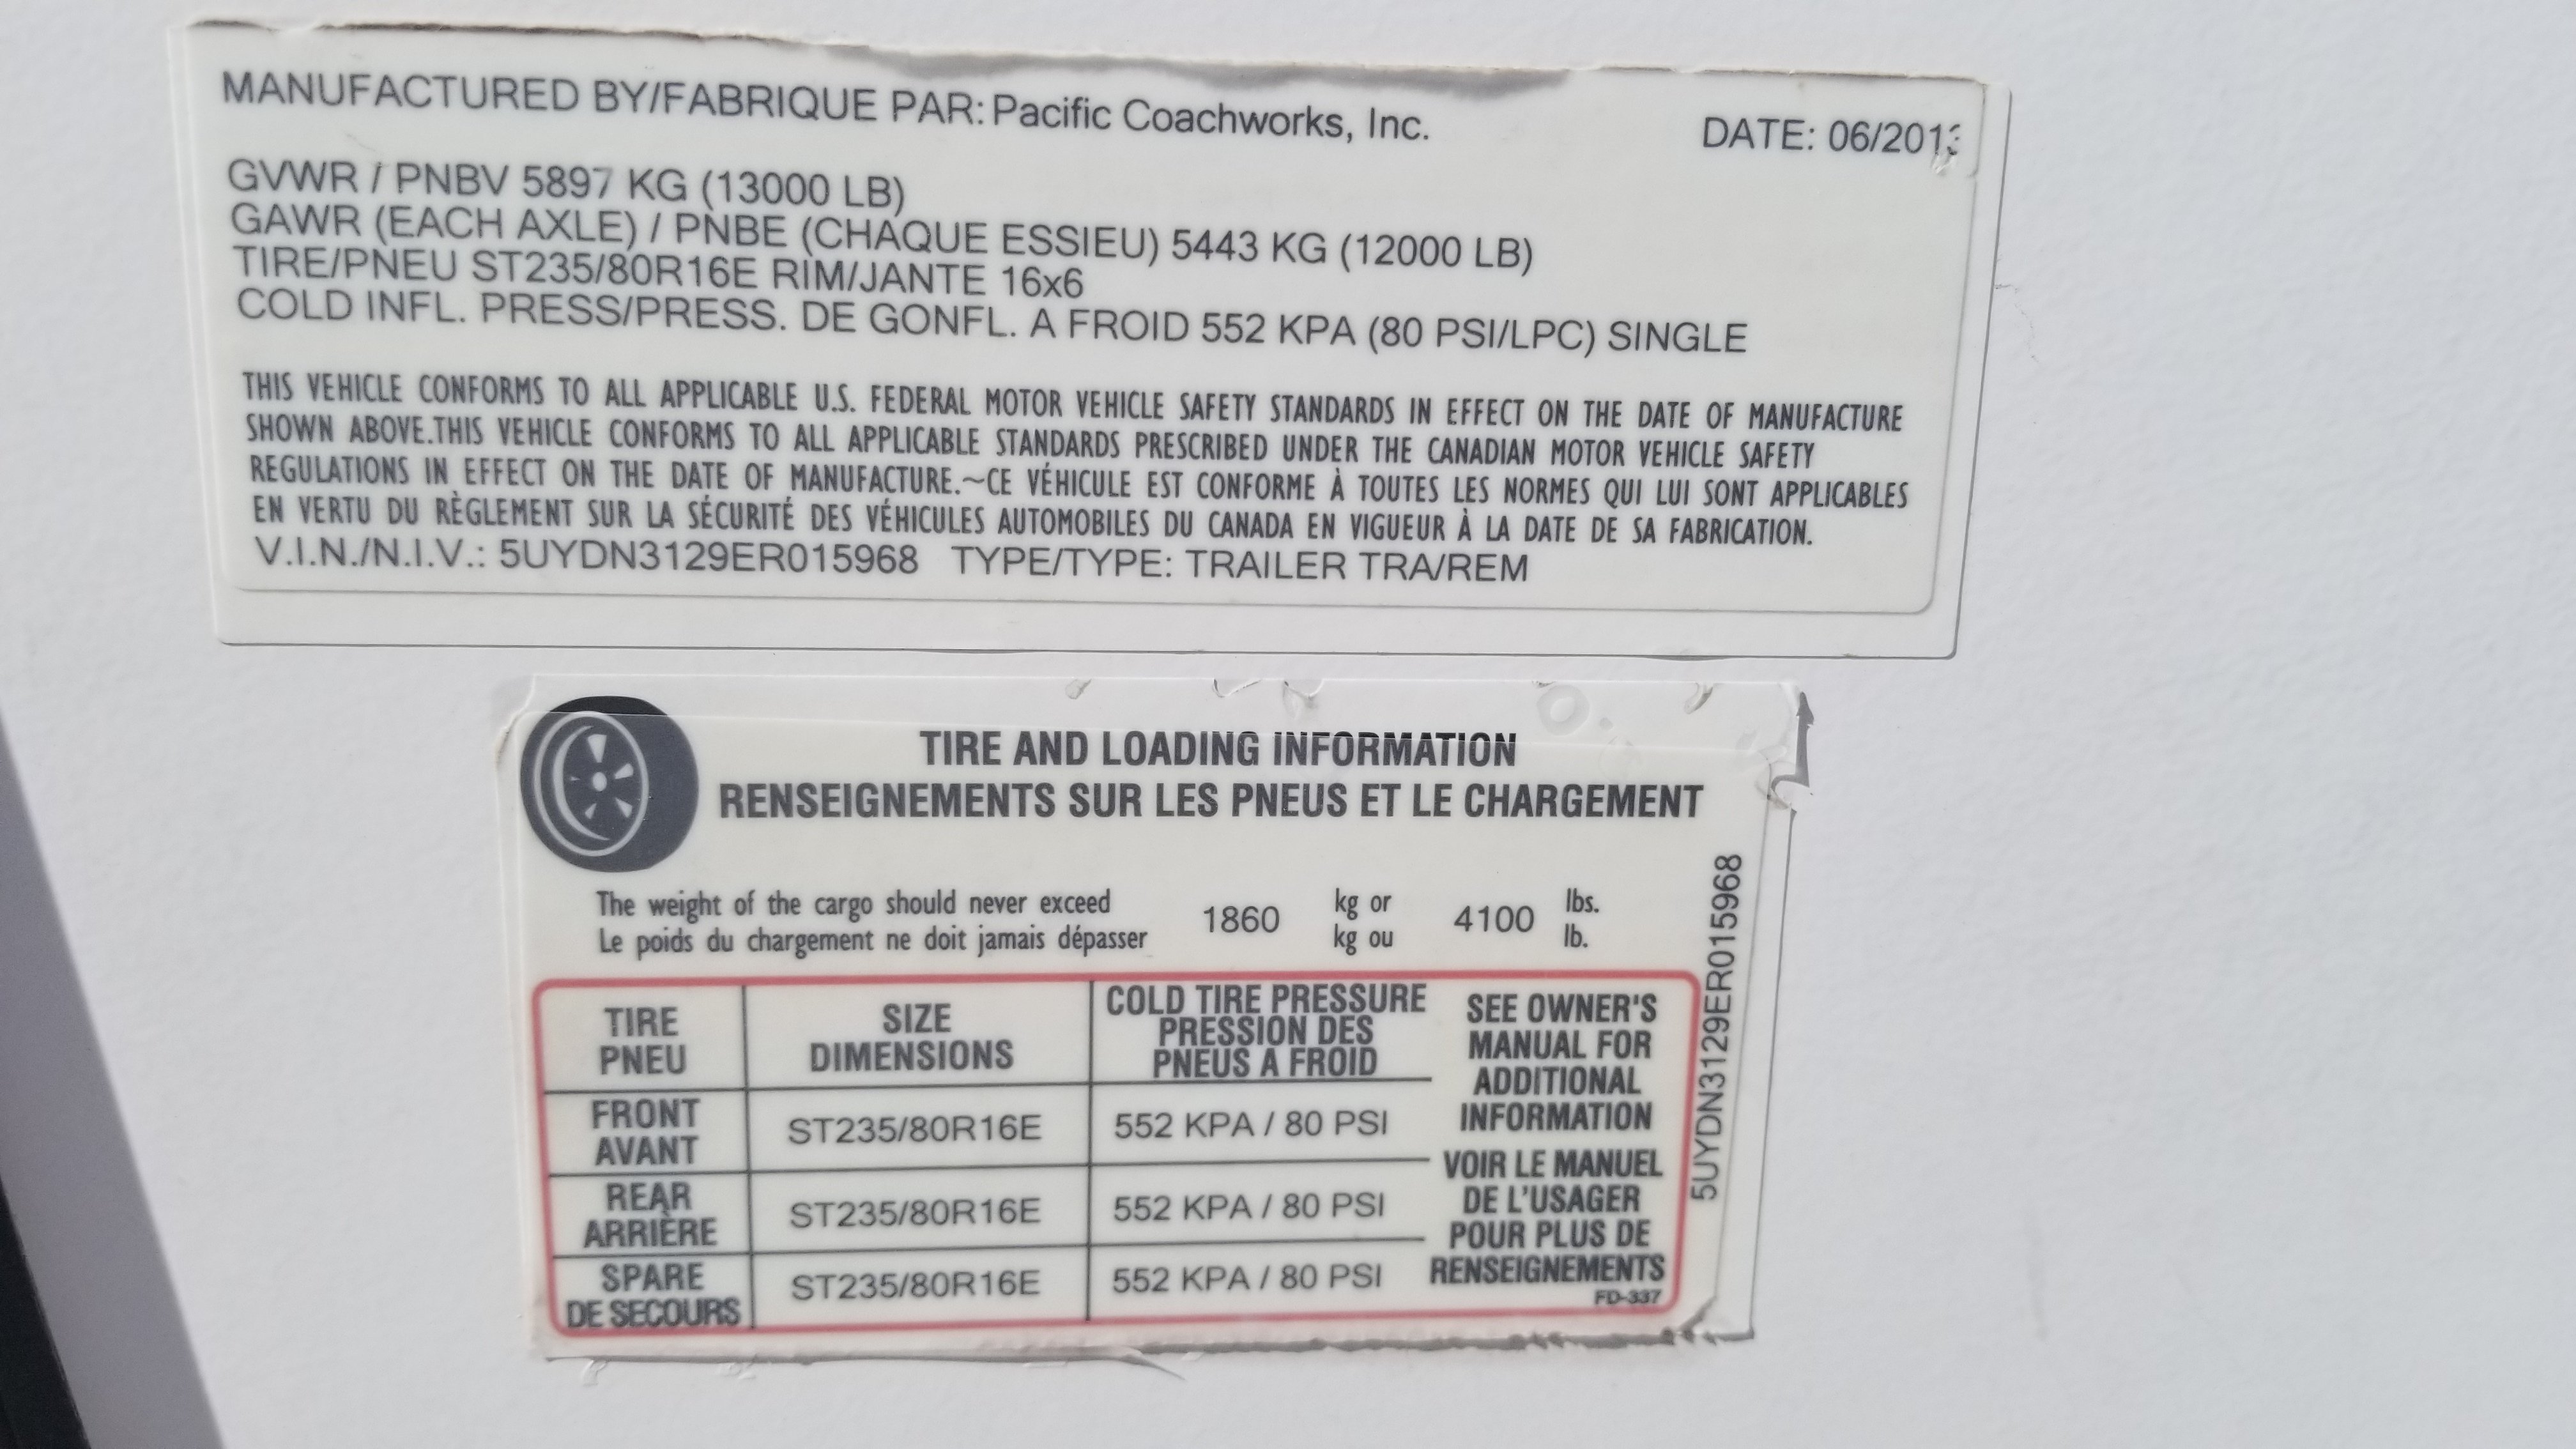 MANUFACTURED BY/FABRIQUE PAR: Pacific Coachworks, Inc. DATE: 06/2013
GVWR / PNBV 5897 KG (13000 LB)
GAWR (EACH AXLE) / PNBE (CHAQUE ESSIEU) 5443 KG (12000 LB)
TIRE/PNEU ST235/80R16E RIM/JANTE 16x6
COLD INFL. PRESS/PRESS. DE GONFL. A FROID 552 KPA (80 PSI/LPC) SINGLE
THIS VEHICLE CONFORMS TO ALL APPLICABLE U.S. FEDERAL MOTOR VEHICLE SAFETY STANDARDS IN EFFECT ON THE DATE OF MANUFACTURE
SHOWN ABOVE.THIS VEHICLE CONFORMS TO ALL APPLICABLE STANDARDS PRESCRIBED UNDER THE CANADIAN MOTOR VEHICLE SAFETY
REGULATIONS IN EFFECT ON THE DATE OF MANUFACTURE.~CE VÉHICULE EST CONFORME À TOUTES LES NORMES QUI LUI SONT APPLICABLES
EN VERTU DU RÈGLEMENT SUR LA SÉCURITÉ DES VÉHICULES AUTOMOBILES DU CANADA EN VIGUEUR À LA DATE DE SA FABRICATION.
V.I.N./N.I.V.: 5UYDN3129ER015968 TYPE/TYPE: TRAILER TRA/REM
TIRE AND LOADING INFORMATION
RENSEIGNEMENTS SUR LES PNEUS ET LE CHARGEMENT
The weight of the cargo should never exceed 1860 kg or 4100 lbs.
Le poids du chargement ne doit jamais dépasser kg ou lb.
TIRE
PNEU
SIZE
DIMENSIONS
COLD TIRE PRESSURE
PRESSION DES
PNEUS A FROID
FRONT
AVANT
ST235/80R16E
552 KPA / 80 PSI
REAR
ARRIÈRE
ST235/80R16E
552 KPA / 80 PSI
SPARE
DE SECOURS
ST235/80R16E
552 KPA / 80 PSI
SEE OWNER'S
MANUAL FOR
ADDITIONAL
INFORMATION
VOIR LE MANUEL
DE L'USAGER
POUR PLUS DE
RENSEIGNEMENTS
FD-337
5UYDN3129ER015968